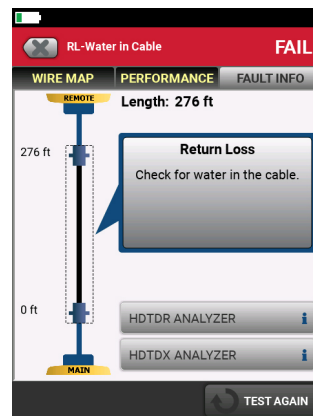 RL-Water in Cable
FAIL
WIRE MAP
PERFORMANCE
FAULT INFO
REMOTE
Length: 276 ft
276 ft
Return Loss
Check for water in the cable.
0 ft
HDTDR ANALYZER i
HDTDX ANALYZER i
MAIN
TEST AGAIN